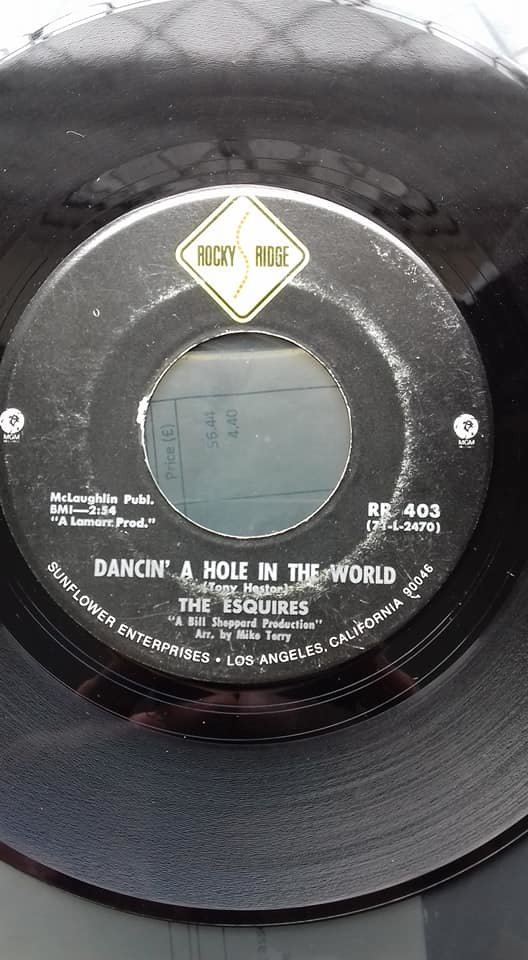 ROCKY RIDGE
Price (£)
56.44
4.40
MGM
MGM
McLaughlin Publ.
BMI—2:54
"A Lamarr Prod."
RR 403
(71-L-2470)
DANCIN' A HOLE IN THE WORLD
(Tony Hestor)
THE ESQUIRES
"A Bill Sheppard Production"
Arr. by Mike Terry
SUNFLOWER ENTERPRISES • LOS ANGELES, CALIFORNIA 90046